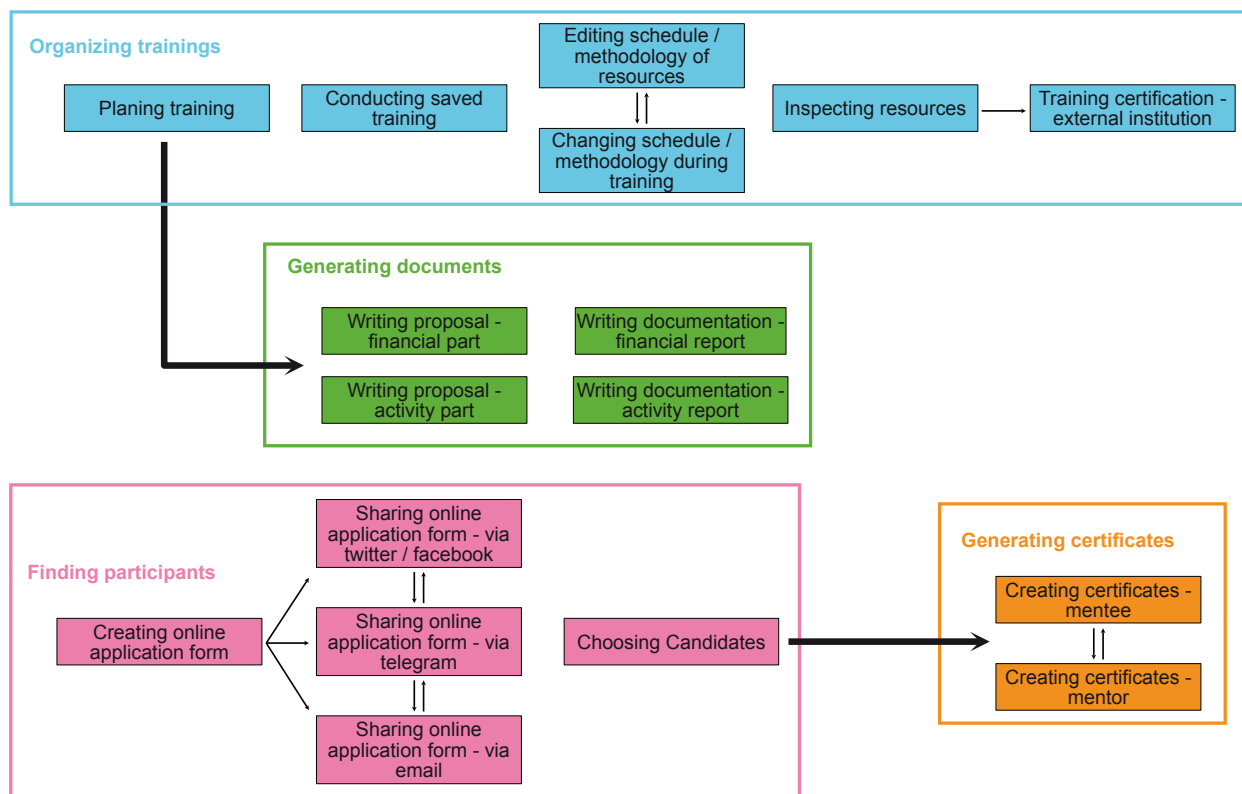 Organizing trainings
Planing training
Conducting saved
training
Editing schedule /
methodology of
resources
Changing schedule /
methodology during
training
Inspecting resources
Training certification -
external institution
Generating documents
Writing proposal -
financial part
Writing documentation -
financial report
Writing proposal -
activity part
Writing documentation -
activity report
Finding participants
Creating online
application form
Sharing online
application form - via
twitter / facebook
Sharing online
application form - via
telegram
Sharing online
application form - via
email
Choosing Candidates
Generating certificates
Creating certificates -
mentee
Creating certificates -
mentor